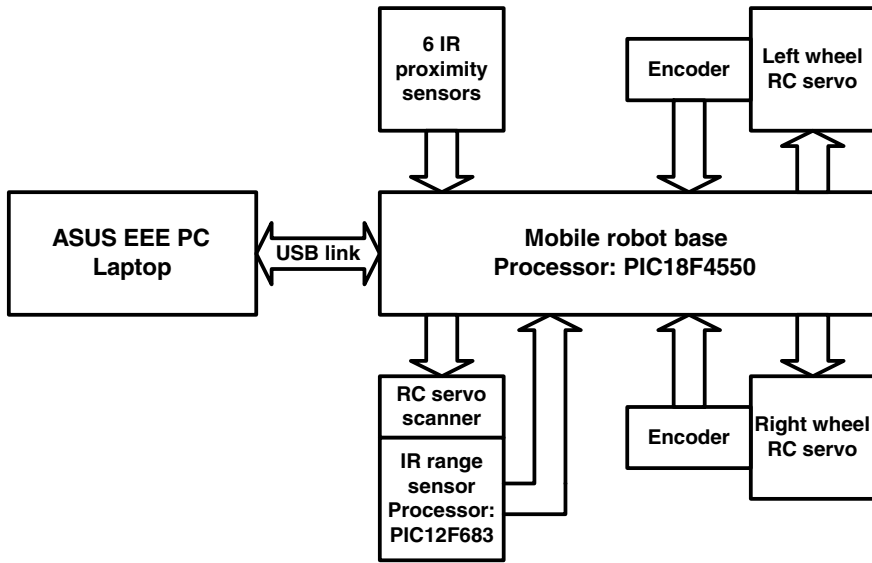 6 IR
proximity
sensors
Encoder
Left wheel
RC servo
ASUS EEE PC
Laptop
USB link
Mobile robot base
Processor: PIC18F4550
RC servo
scanner
IR range
sensor
Processor:
PIC12F683
Encoder
Right wheel
RC servo